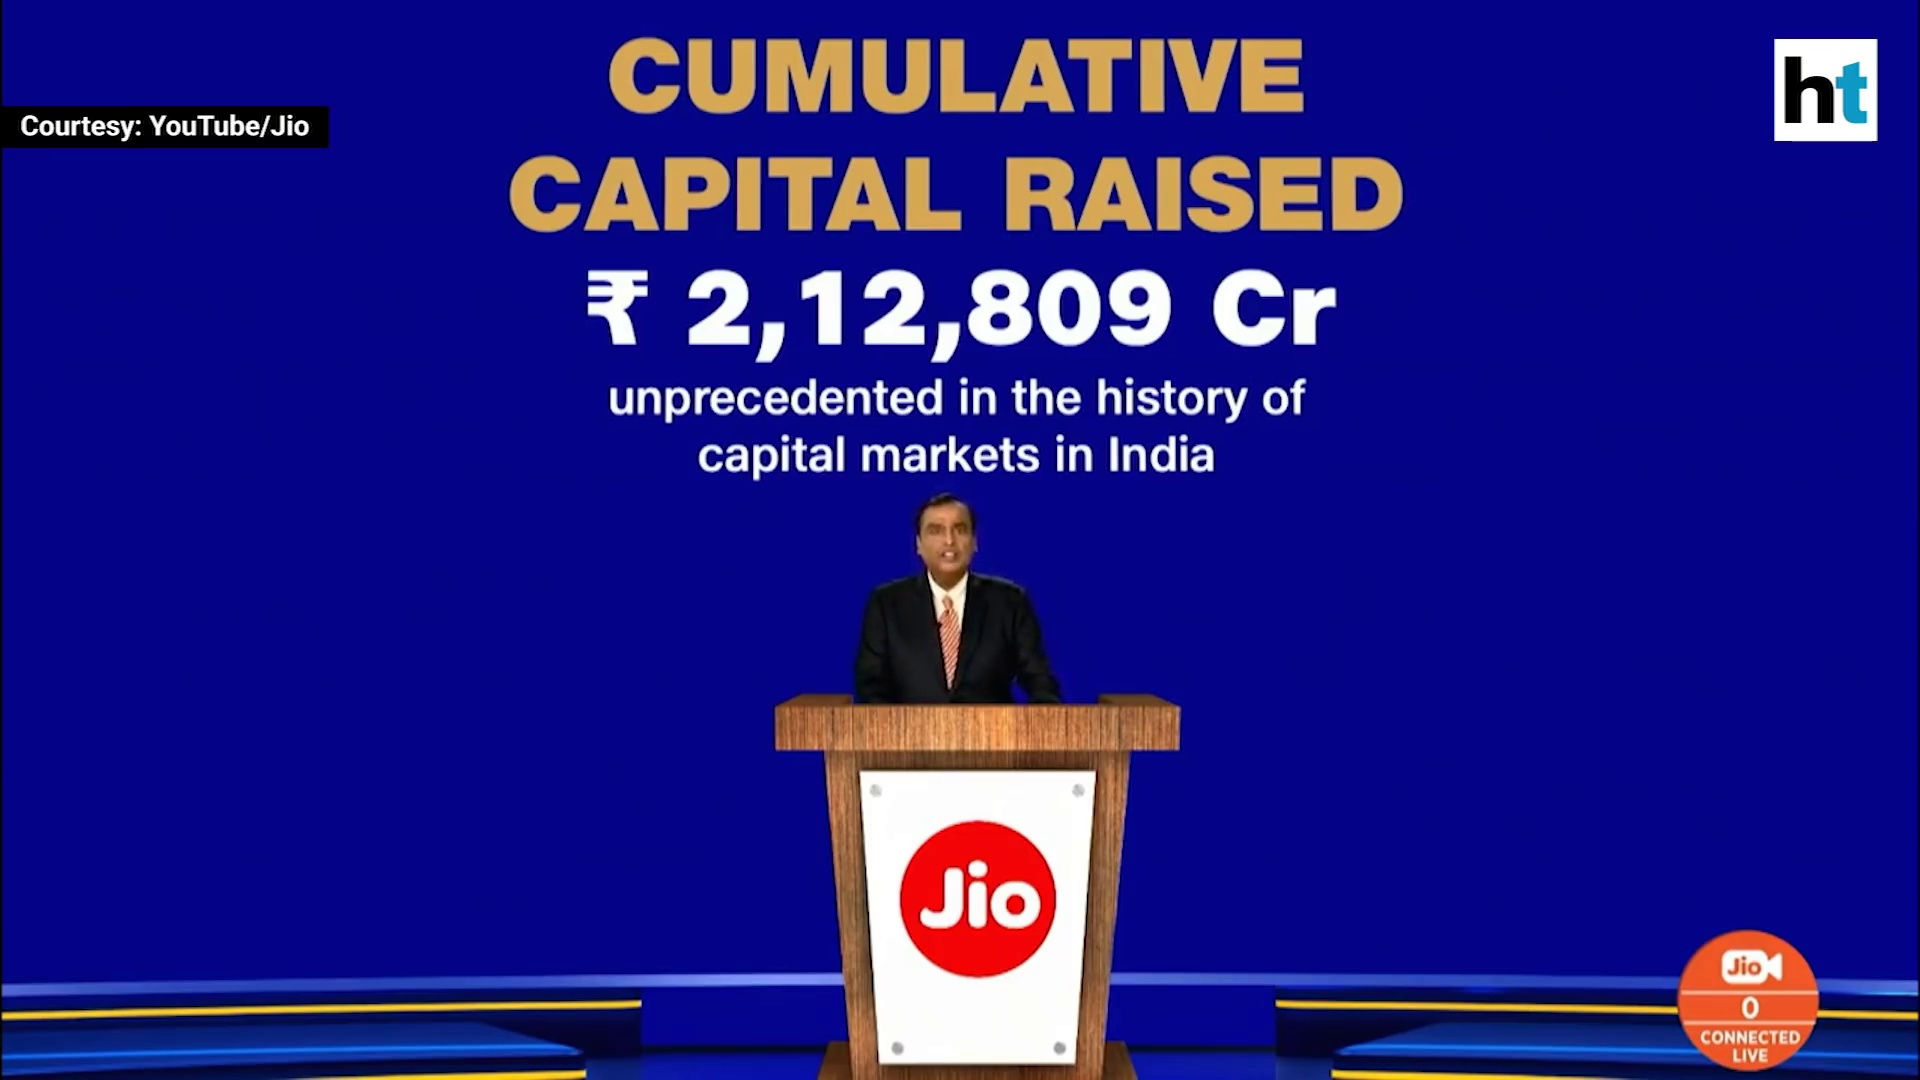 CUMULATIVE
CAPITAL RAISED
₹ 2,12,809 Cr
unprecedented in the history of
capital markets in India
Courtesy: YouTube/Jio
ht
Jio
Jio
0
CONNECTED
LIVE